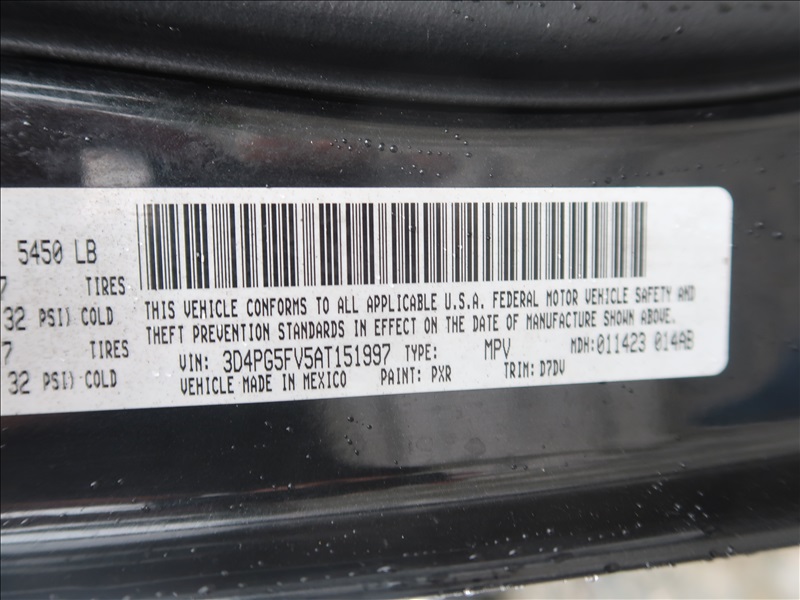 5450 LB
7 TIRES
32 PSI) COLD
7 TIRES
32 PSI) COLD
THIS VEHICLE CONFORMS TO ALL APPLICABLE U.S.A. FEDERAL MOTOR VEHICLE SAFETY AND
THEFT PREVENTION STANDARDS IN EFFECT ON THE DATE OF MANUFACTURE SHOWN ABOVE.
VIN: 3D4PG5FV5AT151997 TYPE: MPV MDH:011423 014AB
VEHICLE MADE IN MEXICO PAINT: PXR TRIM: D7DV